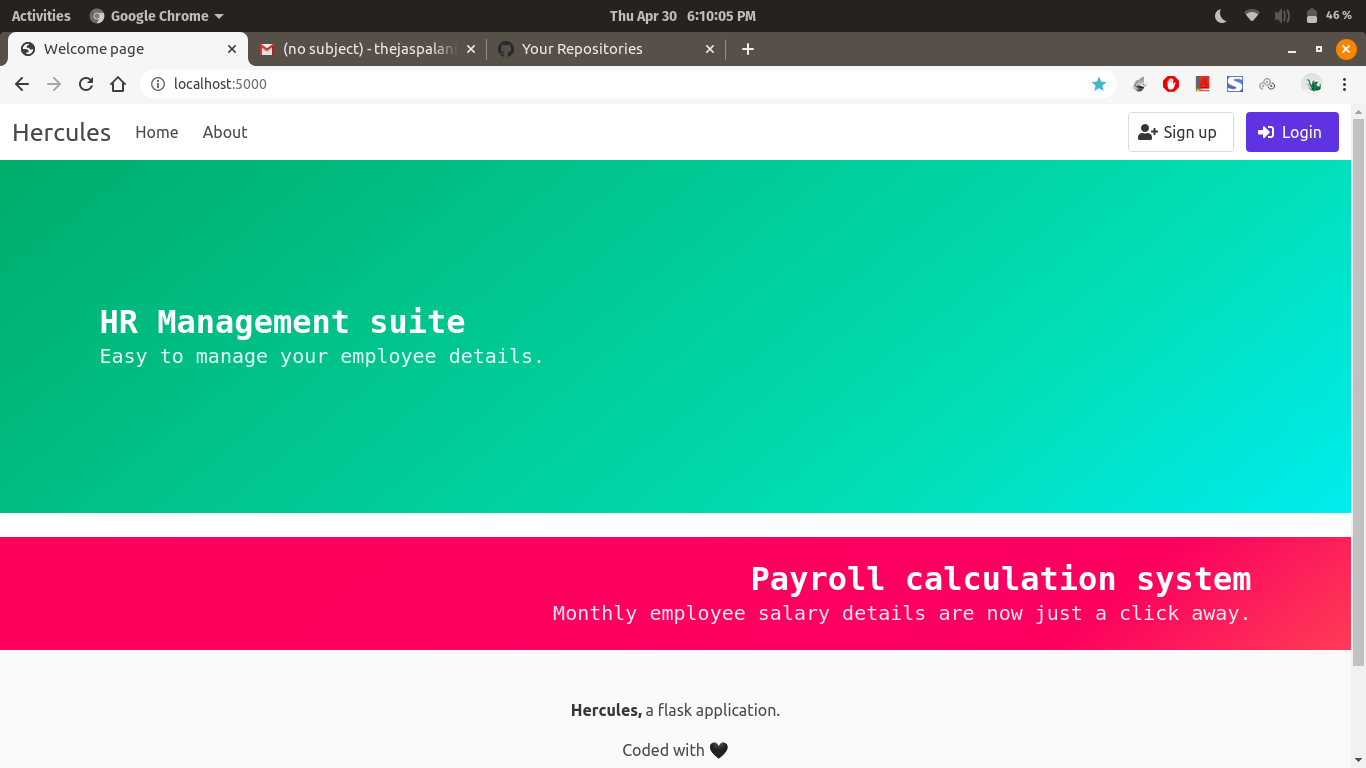 Activities Google Chrome Thu Apr 30 6:10:05 PM 46 %
Welcome page (no subject) - thejaspalani Your Repositories
localhost:5000
Hercules Home About Sign up Login
HR Management suite
Easy to manage your employee details.
Payroll calculation system
Monthly employee salary details are now just a click away.
Hercules, a flask application.
Coded with 🖤